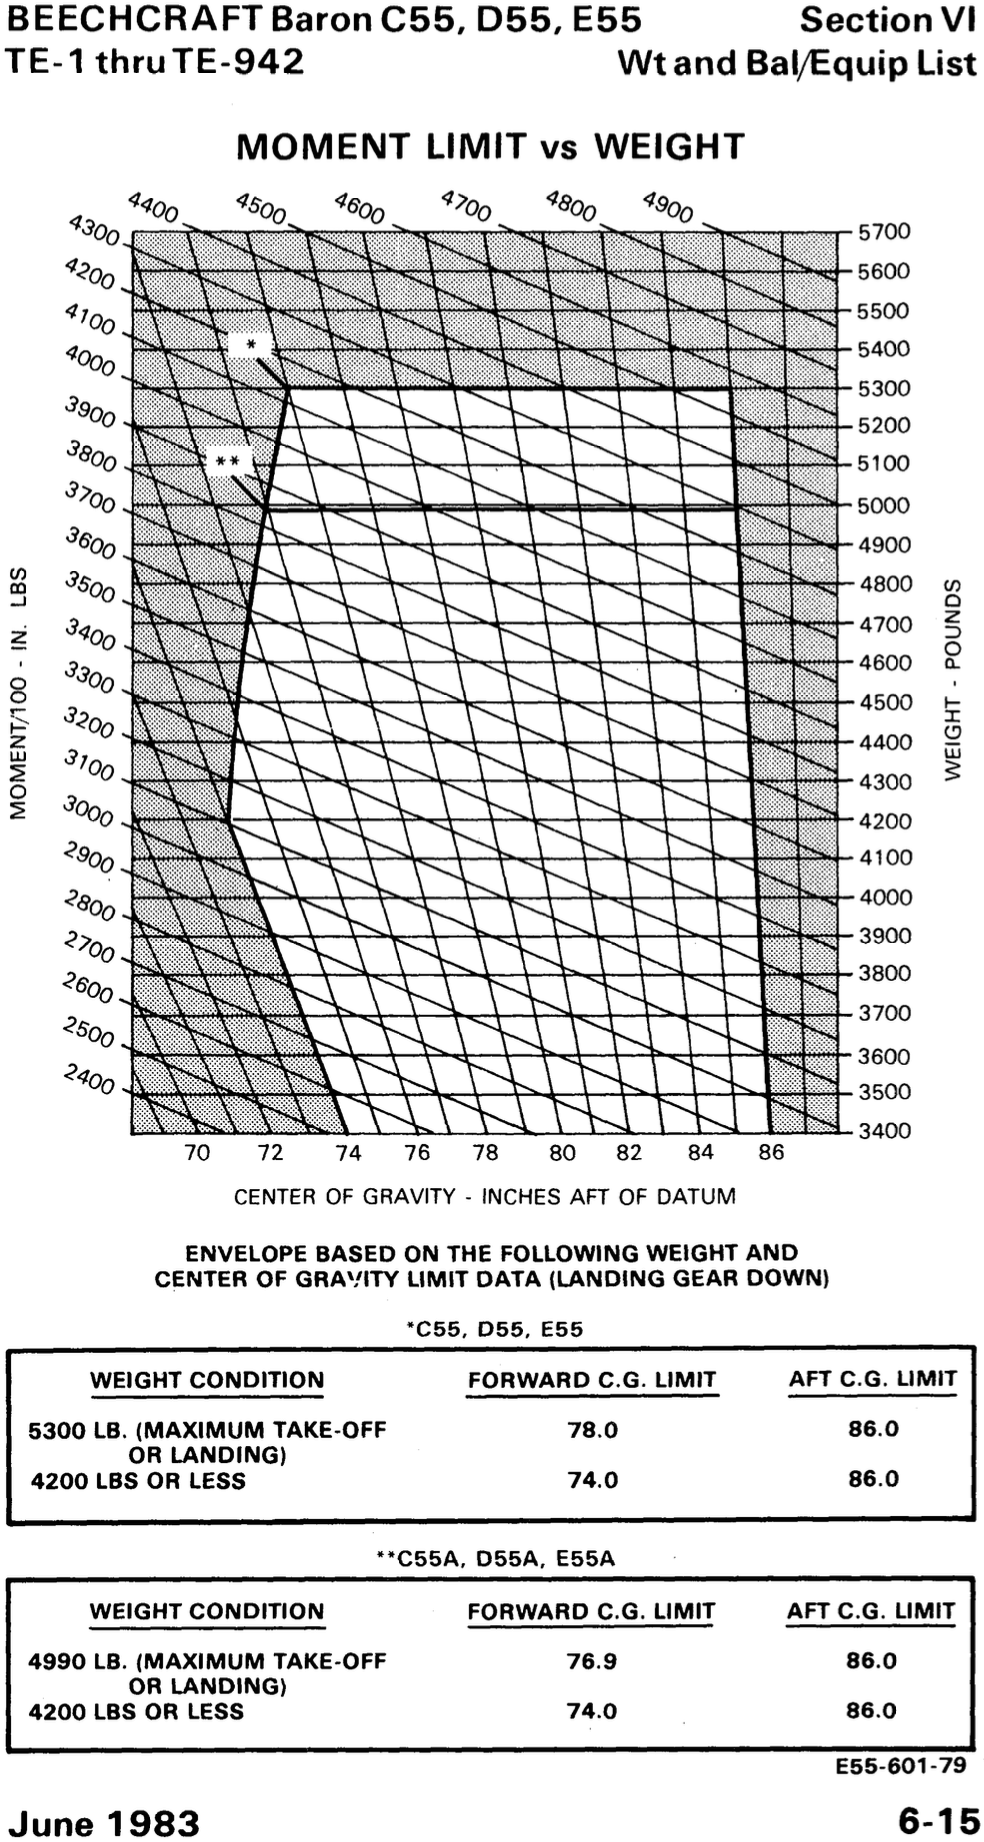 BEECHCRAFT Baron C55, D55, E55 Section VI
TE-1 thru TE-942 Wt and Bal/Equip List
MOMENT LIMIT vs WEIGHT
4400 4500 4600 4700 4800 4900
4300
4200
4100
4000
3900
3800
3700
3600
3500
3400
3300
3200
3100
3000
2900
2800
2700
2600
2500
2400
MOMENT/100 - IN. LBS
*
**
5700
5600
5500
5400
5300
5200
5100
5000
4900
4800
4700
4600
4500
4400
4300
4200
4100
4000
3900
3800
3700
3600
3500
3400
WEIGHT - POUNDS
70 72 74 76 78 80 82 84 86
CENTER OF GRAVITY - INCHES AFT OF DATUM
ENVELOPE BASED ON THE FOLLOWING WEIGHT AND
CENTER OF GRAVITY LIMIT DATA (LANDING GEAR DOWN)
*C55, D55, E55
WEIGHT CONDITION FORWARD C.G. LIMIT AFT C.G. LIMIT
5300 LB. (MAXIMUM TAKE-OFF 78.0 86.0
OR LANDING)
4200 LBS OR LESS 74.0 86.0
**C55A, D55A, E55A
WEIGHT CONDITION FORWARD C.G. LIMIT AFT C.G. LIMIT
4990 LB. (MAXIMUM TAKE-OFF 76.9 86.0
OR LANDING)
4200 LBS OR LESS 74.0 86.0
E55-601-79
June 1983 6-15